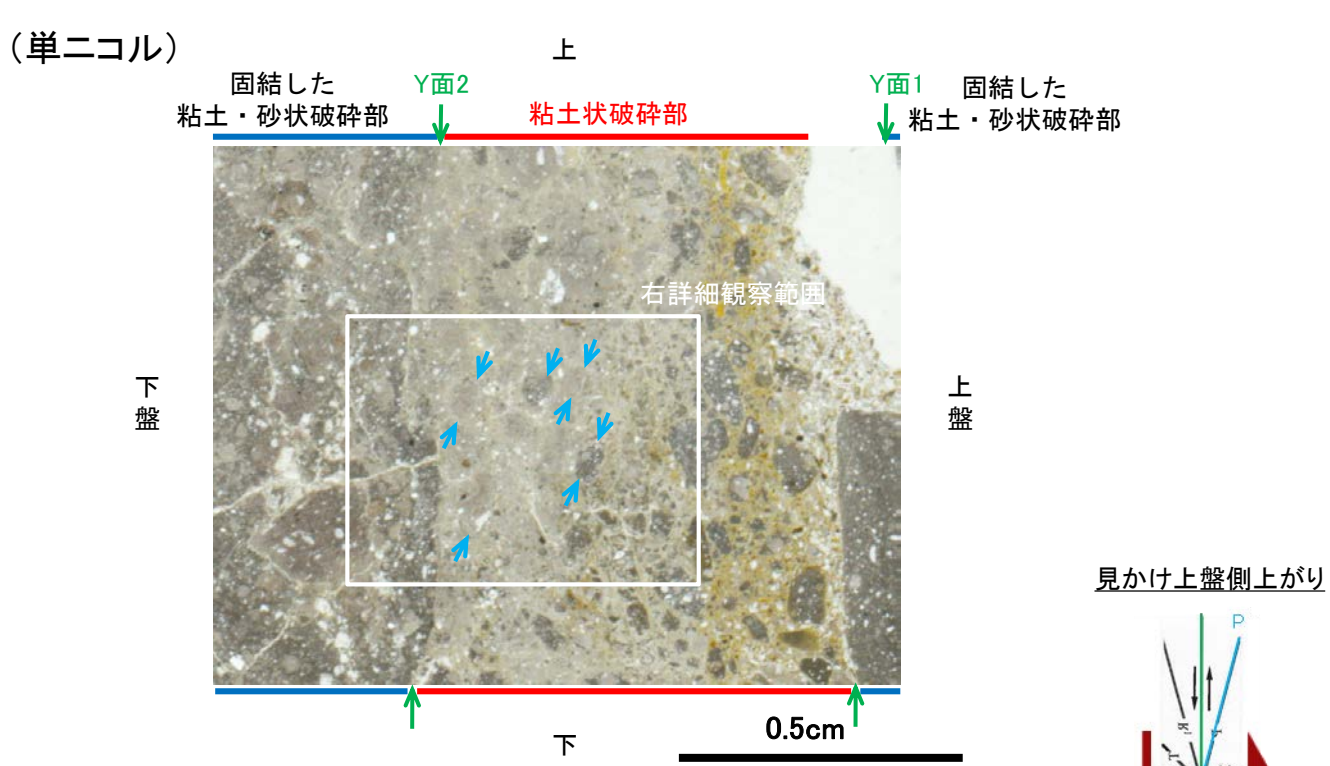 (単ニコル)
上
固結した
粘土・砂状破砕部
Y面2
粘土状破砕部
Y面1
固結した
粘土・砂状破砕部
右詳細観察範囲
下盤
上盤
下
0.5cm
見かけ上盤側上がり
P